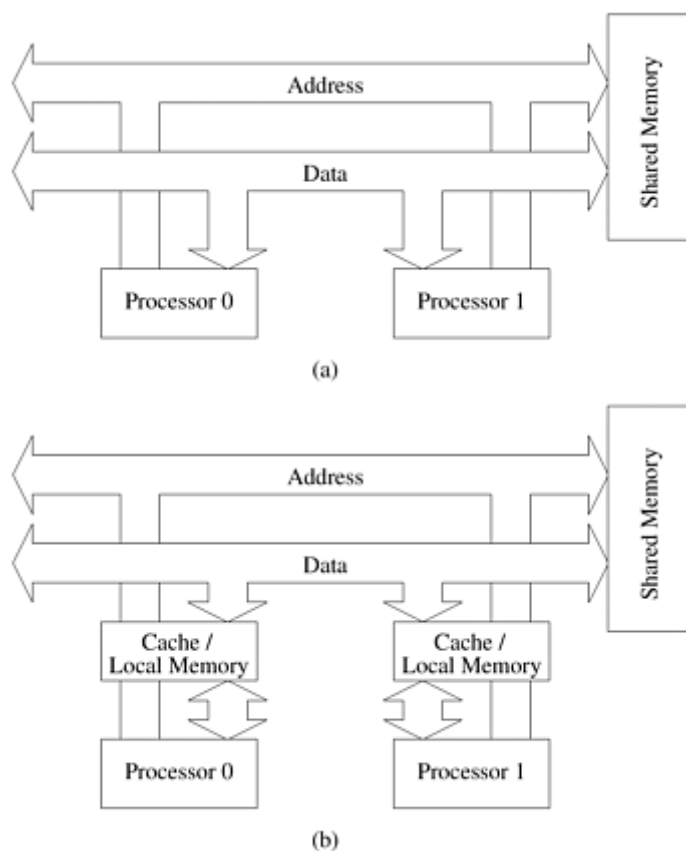 Address
Shared Memory
Data
Processor 0
Processor 1
(a)
Address
Shared Memory
Data
Cache /
Local Memory
Cache /
Local Memory
Processor 0
Processor 1
(b)